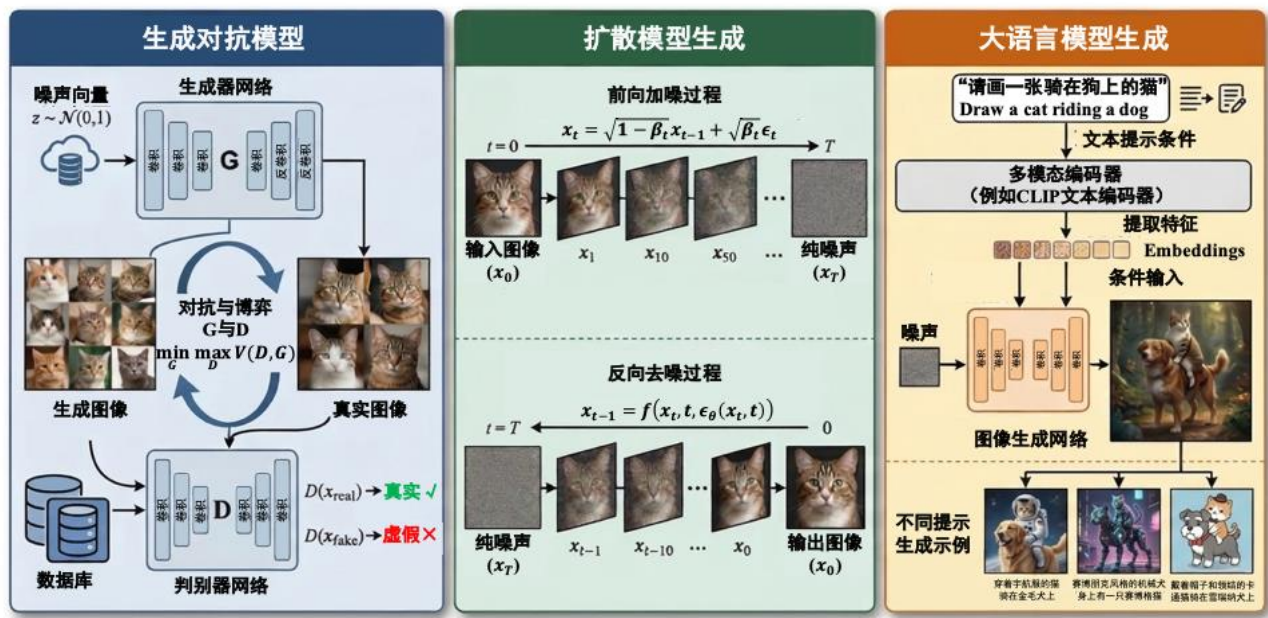 生成对抗模型
噪声向量
z ~ N(0,1)
生成器网络
卷积
卷积
卷积
G
卷积
反卷积
反卷积
对抗与博弈
G与D
min_G max_D V(D,G)
生成图像
真实图像
卷积
卷积
卷积
D
卷积
卷积
卷积
D(x_real) → 真实 √
D(x_fake) → 虚假 ×
数据库
判别器网络
扩散模型生成
前向加噪过程
x_t = √(1 − β_t) x_{t-1} + √β_t ϵ_t
t = 0
T
...
输入图像
(x_0)
x_1
x_10
x_50
...
纯噪声
(x_T)
反向去噪过程
x_{t-1} = f(x_t, t, ϵ_θ(x_t, t))
t = T
0
...
纯噪声
(x_T)
x_{t-1}
x_{t-10}
...
x_0
输出图像
(x_0)
大语言模型生成
“请画一张骑在狗上的猫”
Draw a cat riding a dog
文本提示条件
多模态编码器
（例如CLIP文本编码器）
提取特征
Embeddings
条件输入
噪声
卷积
卷积
卷积
卷积
卷积
卷积
图像生成网络
不同提示
生成示例
穿着宇航服的猫
骑在金毛犬上
赛博朋克风格的机械犬
身上有一只赛博格猫
戴着帽子和领结的卡
通猫骑在雪瑞纳犬上